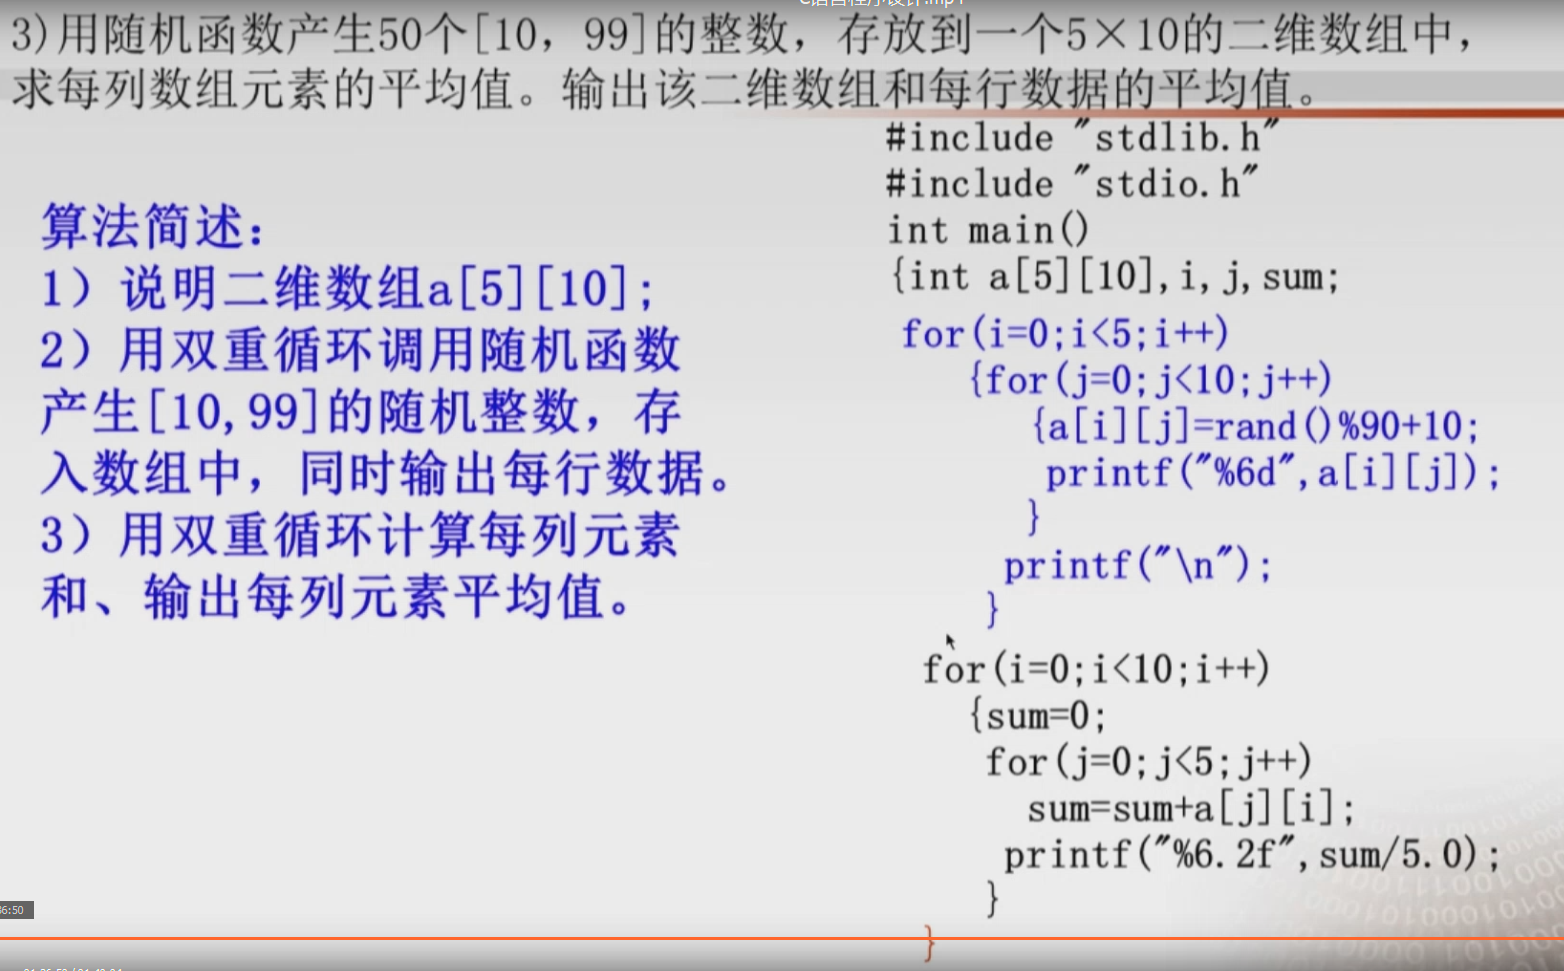 3)用随机函数产生50个[10，99]的整数，存放到一个5×10的二维数组中，
求每列数组元素的平均值。输出该二维数组和每行数据的平均值。
算法简述：
1）说明二维数组a[5][10]；
2）用双重循环调用随机函数
产生[10,99]的随机整数，存
入数组中，同时输出每行数据。
3）用双重循环计算每列元素
和、输出每列元素平均值。
#include "stdlib.h"
#include "stdio.h"
int main()
{int a[5][10],i,j,sum;
for(i=0;i<5;i++)
{for(j=0;j<10;j++)
{a[i][j]=rand()%90+10;
printf("%6d",a[i][j]);
}
printf("\n");
}
for(i=0;i<10;i++)
{sum=0;
for(j=0;j<5;j++)
sum=sum+a[j][i];
printf("%6.2f",sum/5.0);
}
}
36:50